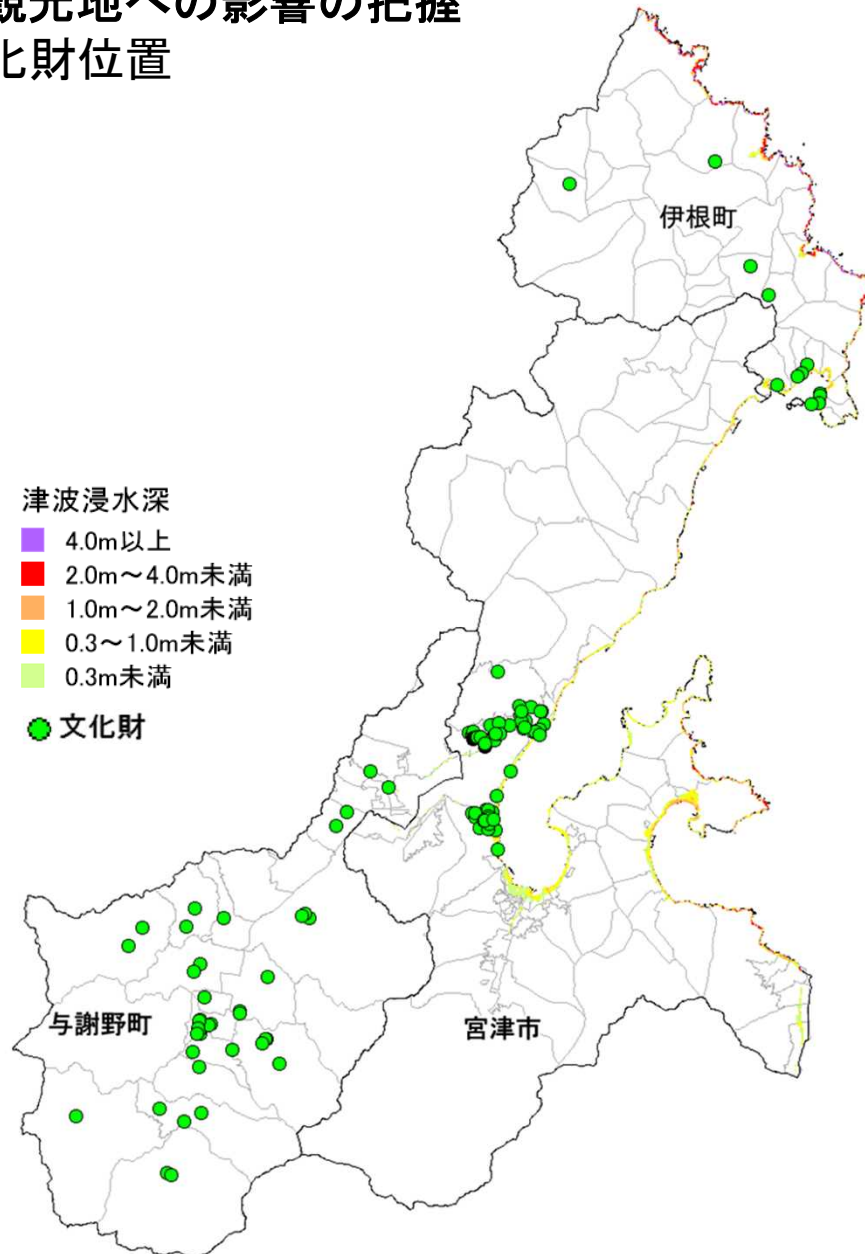 観光地への影響の把握
化財位置
伊根町
津波浸水深
4.0m以上
2.0m～4.0m未満
1.0m～2.0m未満
0.3～1.0m未満
0.3m未満
文化財
与謝野町
宮津市